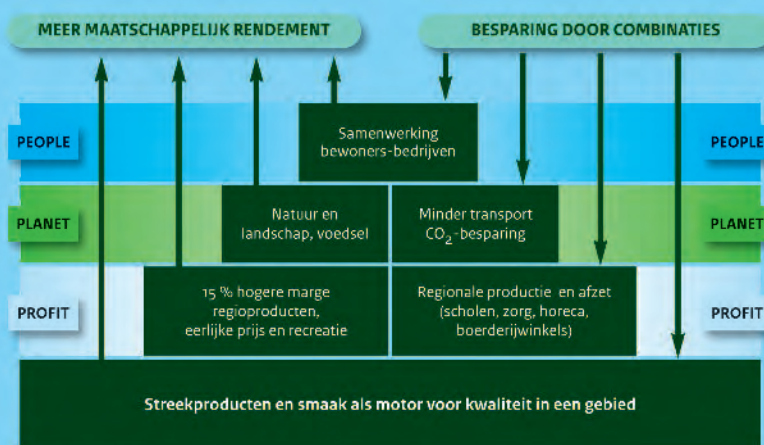 MEER MAATSCHAPPELIJK RENDEMENT
BESPARING DOOR COMBINATIES
PEOPLE
Samenwerking
bewoners-bedrijven
PEOPLE
PLANET
Natuur en
landschap, voedsel
Minder transport
CO₂-besparing
PLANET
PROFIT
15 % hogere marge
regioproducten,
eerlijke prijs en recreatie
Regionale productie en afzet
(scholen, zorg, horeca,
boerderijwinkels)
PROFIT
Streekproducten en smaak als motor voor kwaliteit in een gebied